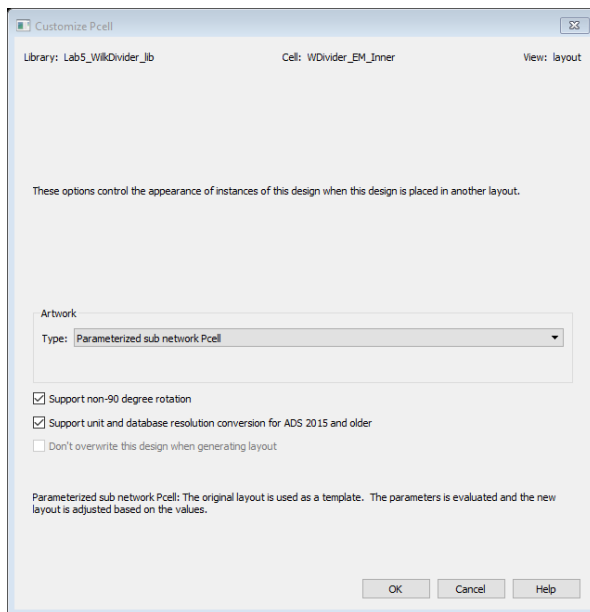 Customize Pcell
Library: Lab5_WilkDivider_lib Cell: WDivider_EM_Inner View: layout
These options control the appearance of instances of this design when this design is placed in another layout.
Artwork
Type: Parameterized sub network Pcell
Support non-90 degree rotation
Support unit and database resolution conversion for ADS 2015 and older
Don't overwrite this design when generating layout
Parameterized sub network Pcell: The original layout is used as a template. The parameters is evaluated and the new
layout is adjusted based on the values.
OK Cancel Help